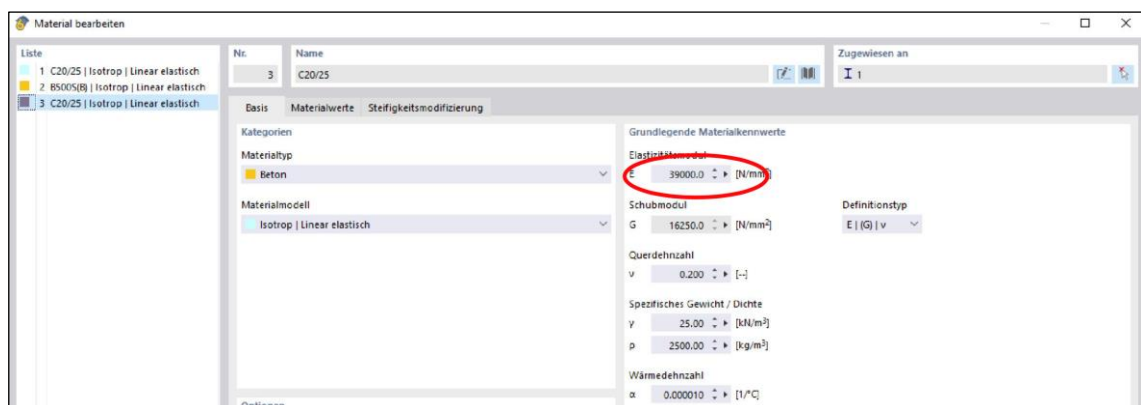 Material bearbeiten
Liste
1 C20/25 | Isotrop | Linear elastisch
2 B500S(B) | Isotrop | Linear elastisch
3 C20/25 | Isotrop | Linear elastisch
Nr.
3
Name
C20/25
Zugewiesen an
1
Basis Materialwerte Steifigkeitsmodifizierung
Kategorien
Materialtyp
Beton
Materialmodell
Isotrop | Linear elastisch
Grundlegende Materialkennwerte
Elastizitätsmodul
E 39000.0 [N/mm2]
Schubmodul
G 16250.0 [N/mm2]
Definitionstyp
E | (G) | ν
Querdehnzahl
ν 0.200 [--]
Spezifisches Gewicht / Dichte
γ 25.00 [kN/m3]
ρ 2500.00 [kg/m3]
Wärmedehnzahl
α 0.000010 [1/°C]
Optionen